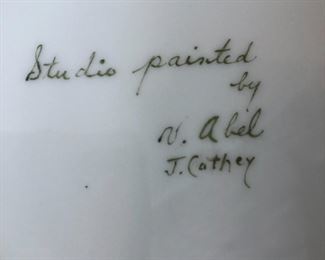 Studio painted
by
N. Abel
J. Cathey